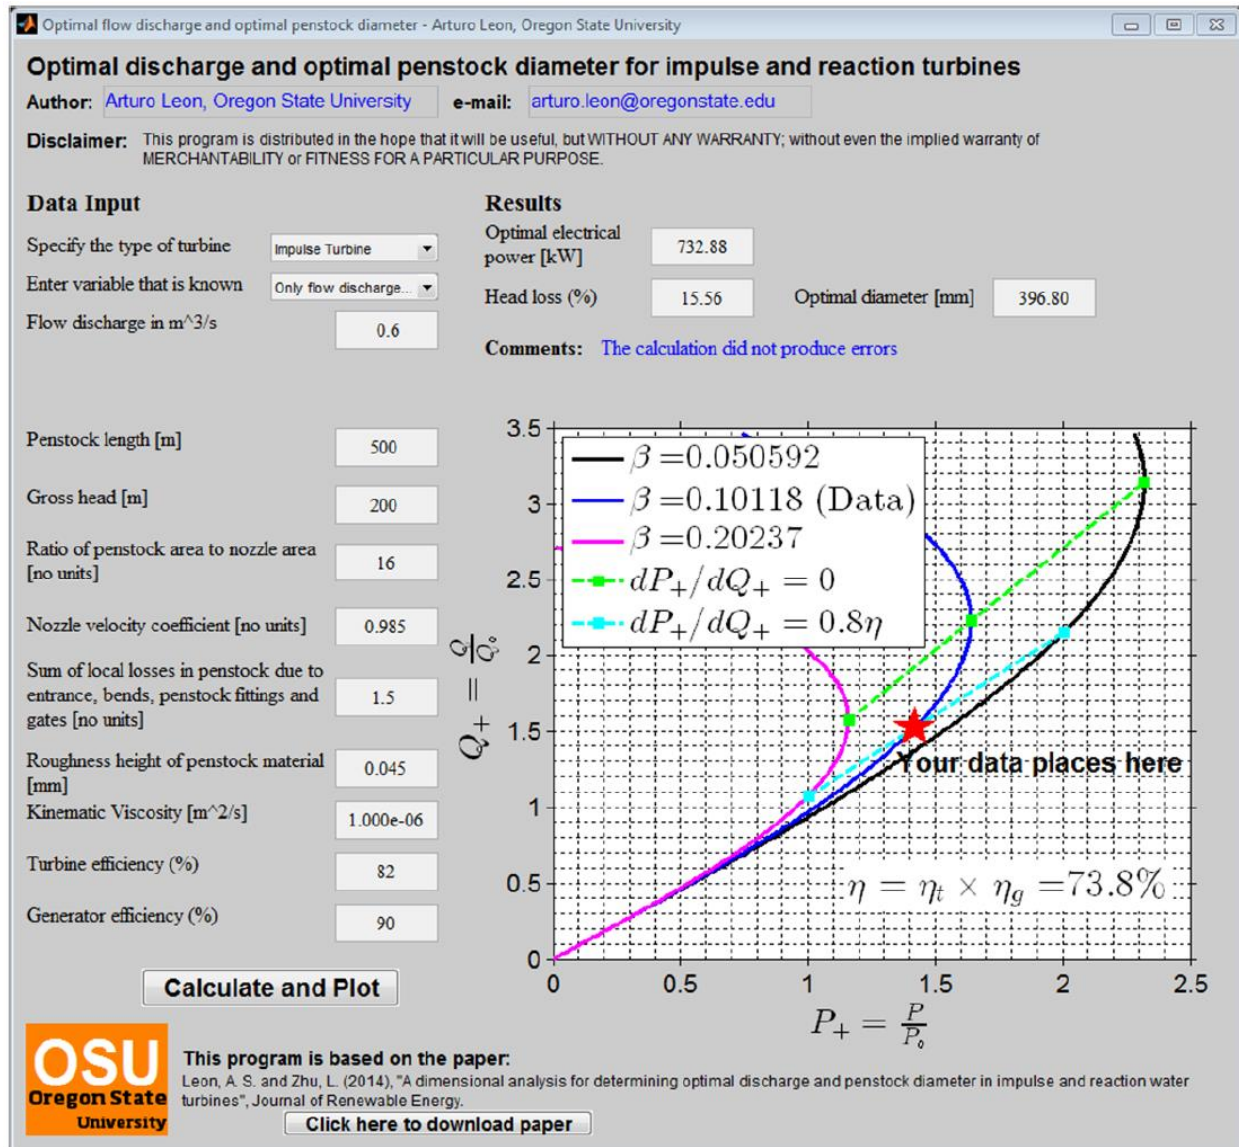 Optimal flow discharge and optimal penstock diameter - Arturo Leon, Oregon State University
Optimal discharge and optimal penstock diameter for impulse and reaction turbines
Author: Arturo Leon, Oregon State University e-mail: arturo.leon@oregonstate.edu
Disclaimer: This program is distributed in the hope that it will be useful, but WITHOUT ANY WARRANTY; without even the implied warranty of
MERCHANTABILITY or FITNESS FOR A PARTICULAR PURPOSE.
Data Input
Specify the type of turbine Impulse Turbine
Enter variable that is known Only flow discharge...
Flow discharge in m^3/s 0.6
Penstock length [m] 500
Gross head [m] 200
Ratio of penstock area to nozzle area
[no units] 16
Nozzle velocity coefficient [no units] 0.985
Sum of local losses in penstock due to
entrance, bends, penstock fittings and
gates [no units] 1.5
Roughness height of penstock material
[mm] 0.045
Kinematic Viscosity [m^2/s] 1.000e-06
Turbine efficiency (%) 82
Generator efficiency (%) 90
Calculate and Plot
Results
Optimal electrical
power [kW] 732.88
Head loss (%) 15.56 Optimal diameter [mm] 396.80
Comments: The calculation did not produce errors
3.5
3
2.5
2
1.5
1
0.5
0
Q₊ = Q/Qₒ
β =0.050592
β =0.10118 (Data)
β =0.20237
dP₊/dQ₊ = 0
dP₊/dQ₊ = 0.8η
Your data places here
η = ηₜ × η_g =73.8%
0 0.5 1 1.5 2 2.5
P₊ = P/Pₒ
OSU
Oregon State
University
This program is based on the paper:
Leon, A. S. and Zhu, L. (2014), "A dimensional analysis for determining optimal discharge and penstock diameter in impulse and reaction water
turbines", Journal of Renewable Energy.
Click here to download paper